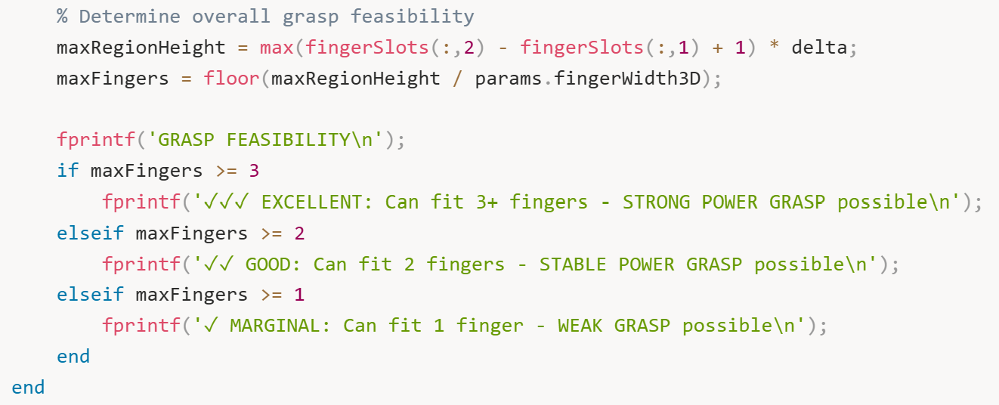 % Determine overall grasp feasibility
maxRegionHeight = max(fingerSlots(:,2) - fingerSlots(:,1) + 1) * delta;
maxFingers = floor(maxRegionHeight / params.fingerWidth3D);
fprintf('GRASP FEASIBILITY\n');
if maxFingers >= 3
fprintf('✓✓✓ EXCELLENT: Can fit 3+ fingers - STRONG POWER GRASP possible\n');
elseif maxFingers >= 2
fprintf('✓✓ GOOD: Can fit 2 fingers - STABLE POWER GRASP possible\n');
elseif maxFingers >= 1
fprintf('✓ MARGINAL: Can fit 1 finger - WEAK GRASP possible\n');
end
end